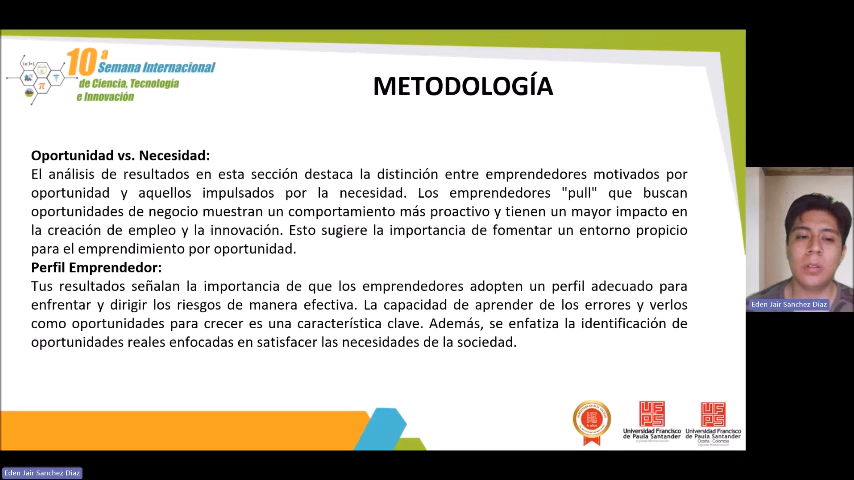 10ª
Semana Internacional
de Ciencia, Tecnología
e Innovación
METODOLOGÍA
Oportunidad vs. Necesidad:
El análisis de resultados en esta sección destaca la distinción entre emprendedores motivados por
oportunidad y aquellos impulsados por la necesidad. Los emprendedores "pull" que buscan
oportunidades de negocio muestran un comportamiento más proactivo y tienen un mayor impacto en
la creación de empleo y la innovación. Esto sugiere la importancia de fomentar un entorno propicio
para el emprendimiento por oportunidad.
Perfil Emprendedor:
Tus resultados señalan la importancia de que los emprendedores adopten un perfil adecuado para
enfrentar y dirigir los riesgos de manera efectiva. La capacidad de aprender de los errores y verlos
como oportunidades para crecer es una característica clave. Además, se enfatiza la identificación de
oportunidades reales enfocadas en satisfacer las necesidades de la sociedad.
Eden Jair Sanchez Diaz
UFPS
Universidad Francisco
de Paula Santander
UFPS
Universidad Francisco
de Paula Santander
Ocaña - Colombia
Eden Jair Sanchez Diaz